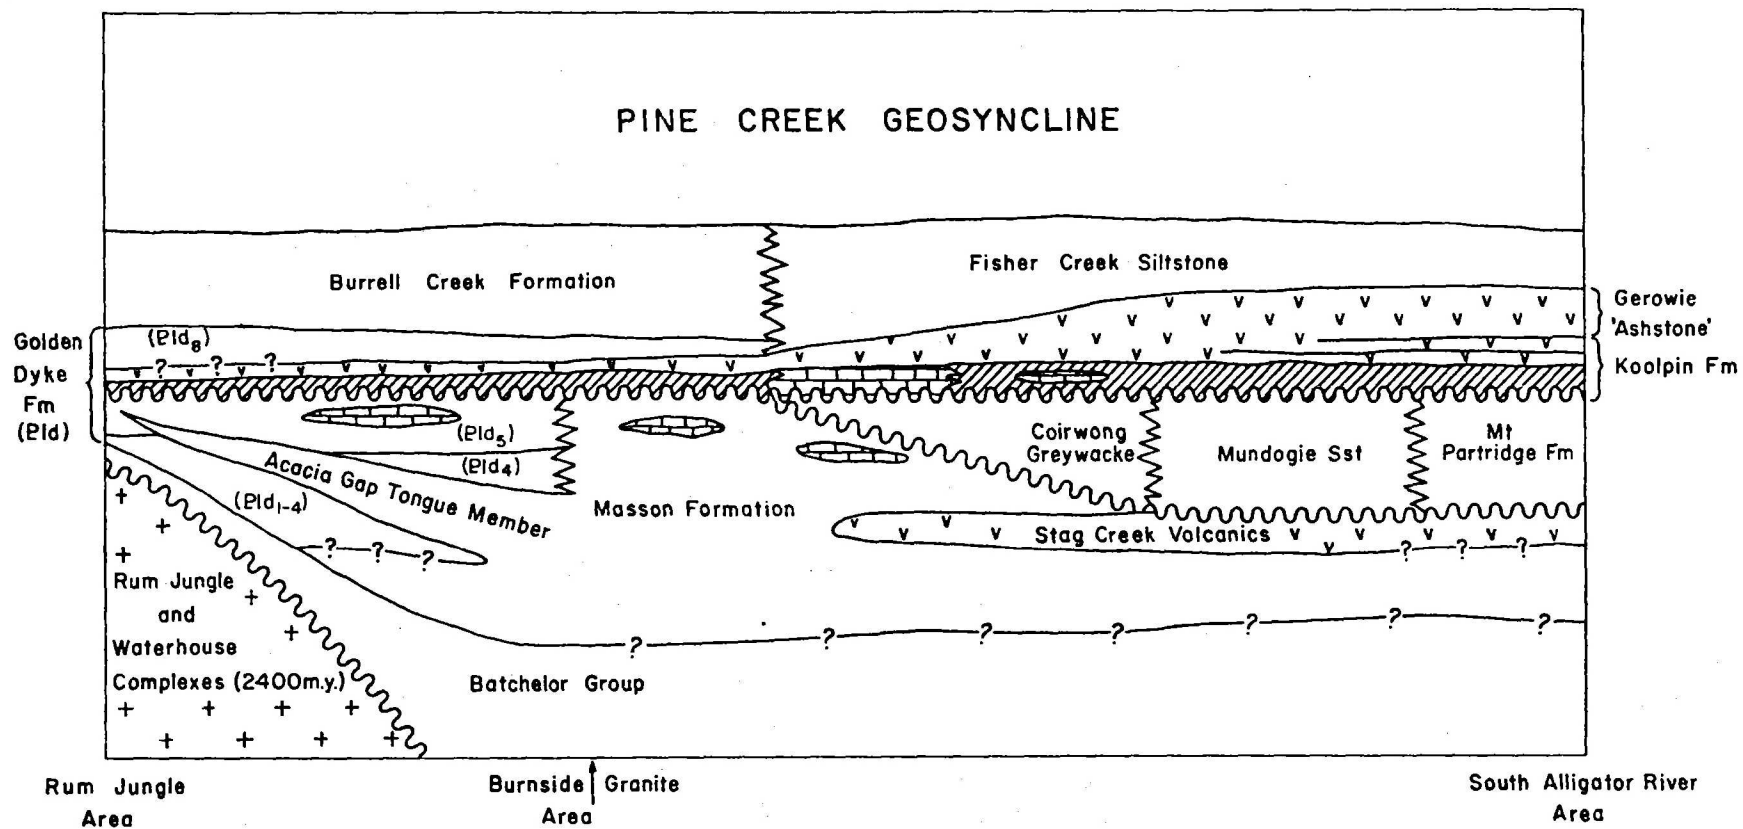 PINE CREEK GEOSYNCLINE
Burrell Creek Formation
Fisher Creek Siltstone
Gerowie
'Ashstone'
Koolpin Fm
Golden
Dyke
Fm
(Pld)
(Pld8)
? ? ?
(Pld5)
(Pld4)
Acacia Gap Tongue Member
(Pld1-4)
? ? ?
Masson Formation
Coirwong
Greywacke
Mundogie Sst
Mt
Partridge Fm
Stag Creek Volcanics
? ? ?
Rum Jungle
and
Waterhouse
Complexes (2400m.y.)
? ? ? ? ? ? ?
Batchelor Group
Rum Jungle
Area
Burnside Granite
Area
South Alligator River
Area